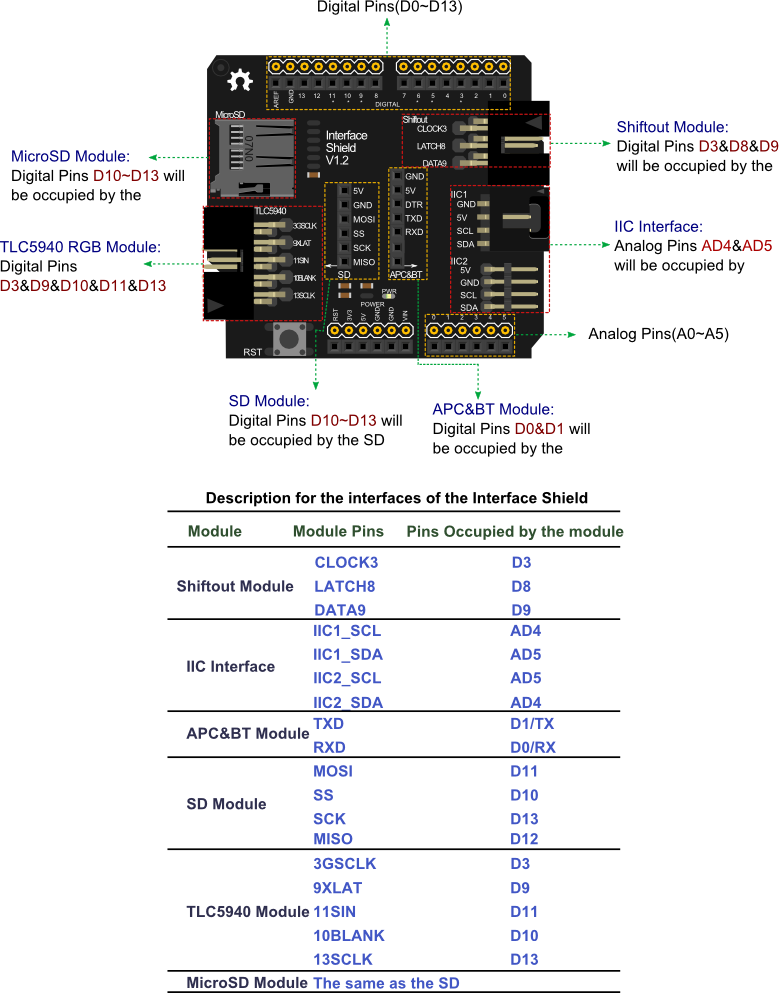 Digital Pins(D0~D13)
AREF GND 13 12 11 10 9 8 7 6 5 4 3 2 1 0
* * * * * *
DIGITAL
MicroSD
Interface
Shield
V1.2
Shiftout
CLOCK3
LATCH8
DATA9
Shiftout Module:
Digital Pins D3&D8&D9
will be occupied by the
MicroSD Module:
Digital Pins D10~D13 will
be occupied by the
TLC5940
3GSCLK
9XLAT
11SIN
10BLANK
13SCLK
TLC5940 RGB Module:
Digital Pins
D3&D9&D10&D11&D13
5V
GND
MOSI
SS
SCK
MISO
SD
GND
5V
DTR
TXD
RXD
APC&BT
IIC1
GND
5V
SCL
SDA
IIC2
5V
GND
SCL
SDA
IIC Interface:
Analog Pins AD4&AD5
will be occupied by
PWR
POWER
RST 3V3 5V GND GND VIN
0 1 2 3 4 5
RST
Analog Pins(A0~A5)
SD Module:
Digital Pins D10~D13 will
be occupied by the SD
APC&BT Module:
Digital Pins D0&D1 will
be occupied by the
Description for the interfaces of the Interface Shield
Module Module Pins Pins Occupied by the module
Shiftout Module
CLOCK3 D3
LATCH8 D8
DATA9 D9
IIC Interface
IIC1_SCL AD4
IIC1_SDA AD5
IIC2_SCL AD5
IIC2_SDA AD4
APC&BT Module
TXD D1/TX
RXD D0/RX
SD Module
MOSI D11
SS D10
SCK D13
MISO D12
TLC5940 Module
3GSCLK D3
9XLAT D9
11SIN D11
10BLANK D10
13SCLK D13
MicroSD Module The same as the SD